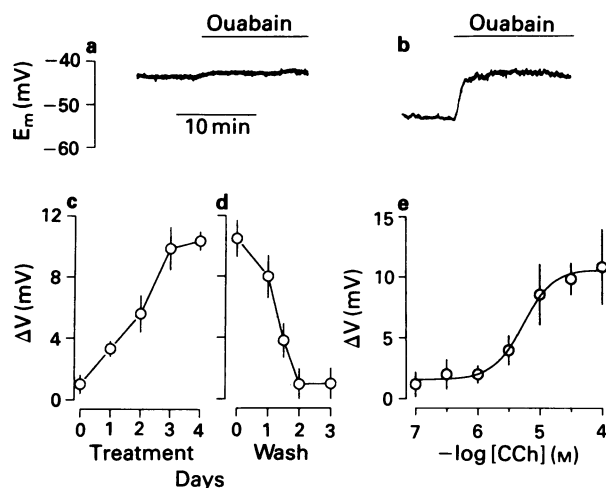 Ouabain
Ouabain
a
b
−40
−50
−60
Em (mV)
10 min
c
d
e
12
8
4
0
ΔV (mV)
0 1 2 3 4
Treatment
0 1 2 3
Wash
Days
15
10
5
0
ΔV (mV)
7 6 5 4
−log [CCh] (M)